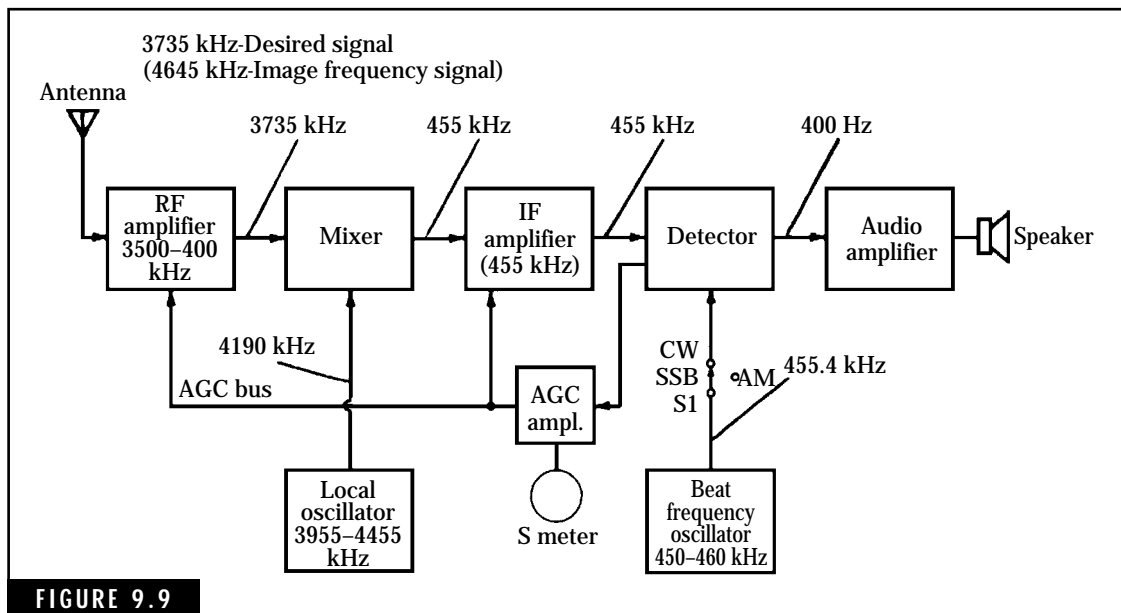 3735 kHz-Desired signal
(4645 kHz-Image frequency signal)
Antenna
3735 kHz
455 kHz
455 kHz
400 Hz
RF
amplifier
3500–400
kHz
Mixer
IF
amplifier
(455 kHz)
Detector
Audio
amplifier
Speaker
4190 kHz
AGC bus
AGC
ampl.
CW
SSB
S1
AM
455.4 kHz
Local
oscillator
3955–4455
kHz
S meter
Beat
frequency
oscillator
450–460 kHz
FIGURE 9.9